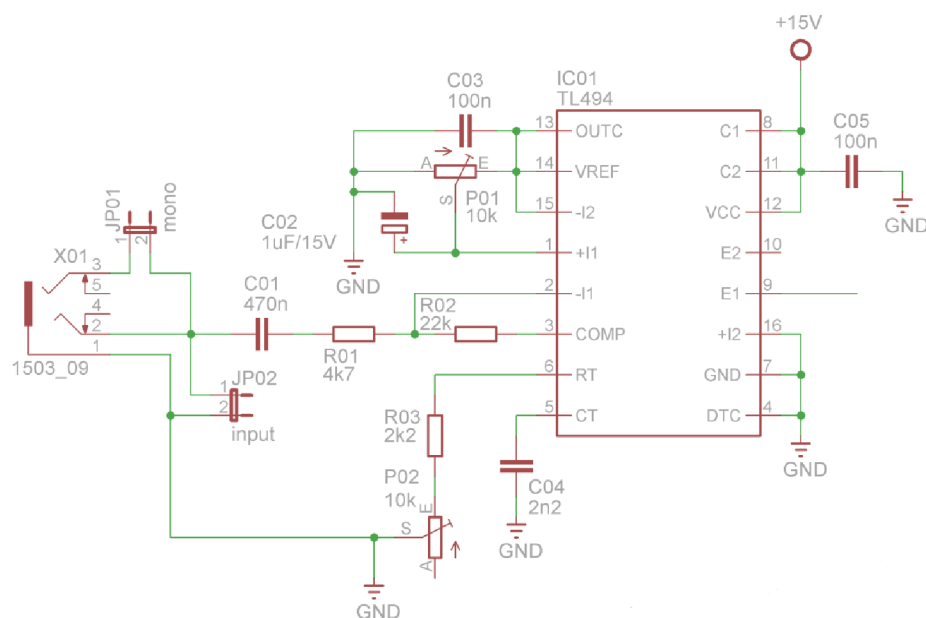 +15V
C03
100n
IC01
TL494
C05
100n
13 OUTC C1 8
14 VREF C2 11
15 -I2 VCC 12
1 +I1 E2 10
2 -I1 E1 9
3 COMP +I2 16
6 RT GND 7
5 CT DTC 4
A E
S
P01
10k
GND
JP01
1
2
mono
C02
1uF/15V
+
GND
X01
3
5
4
2
1
1503_09
C01
470n
R01
4k7
R02
22k
JP02
1
2
input
R03
2k2
P02
10k
E
S
A
C04
2n2
GND
GND
GND